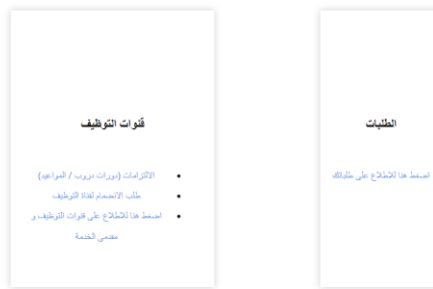 الطلبات
اضغط هنا للاطلاع على طلباتك
قنوات التوظيف
الالتزامات (دورات دروب / المواعيد)
طلب الانضمام لقناة التوظيف
اضغط هنا للاطلاع على قنوات التوظيف و
مقدمي الخدمة